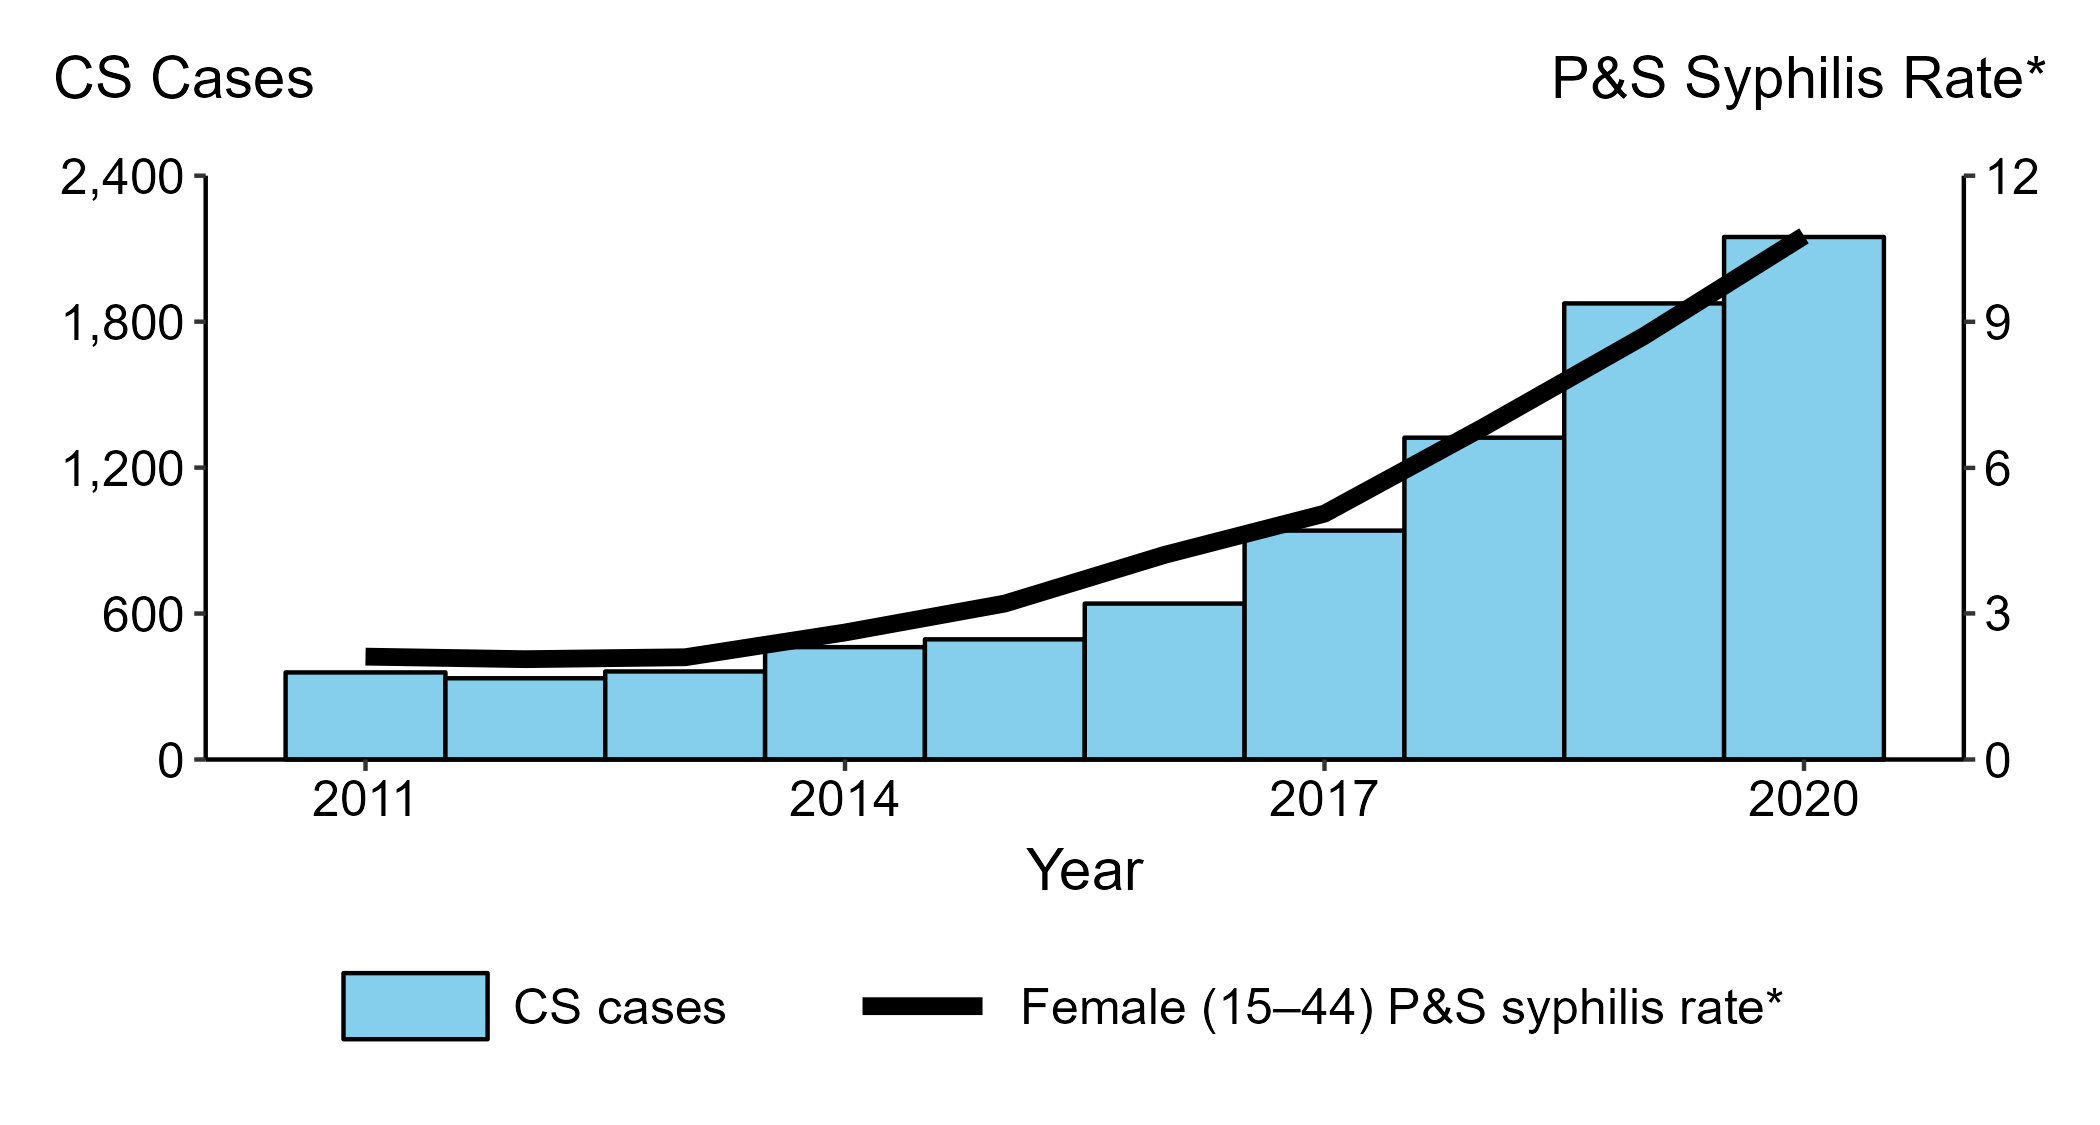 CS Cases
P&S Syphilis Rate*
2,400
1,800
1,200
600
0
12
9
6
3
0
2011 2014 2017 2020
Year
CS cases
Female (15–44) P&S syphilis rate*